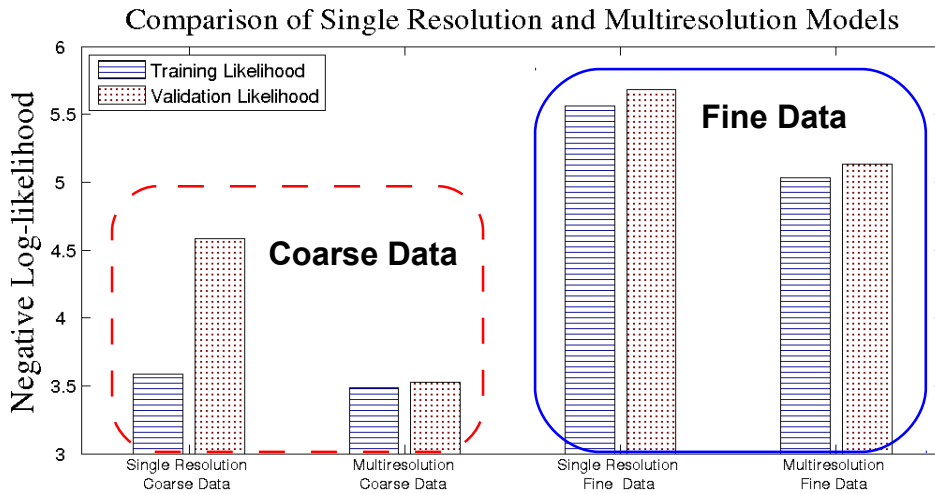 Comparison of Single Resolution and Multiresolution Models
Negative Log-likelihood
6
5.5
5
4.5
4
3.5
3
Training Likelihood
Validation Likelihood
Fine Data
Coarse Data
Single Resolution
Coarse Data
Multiresolution
Coarse Data
Single Resolution
Fine Data
Multiresolution
Fine Data